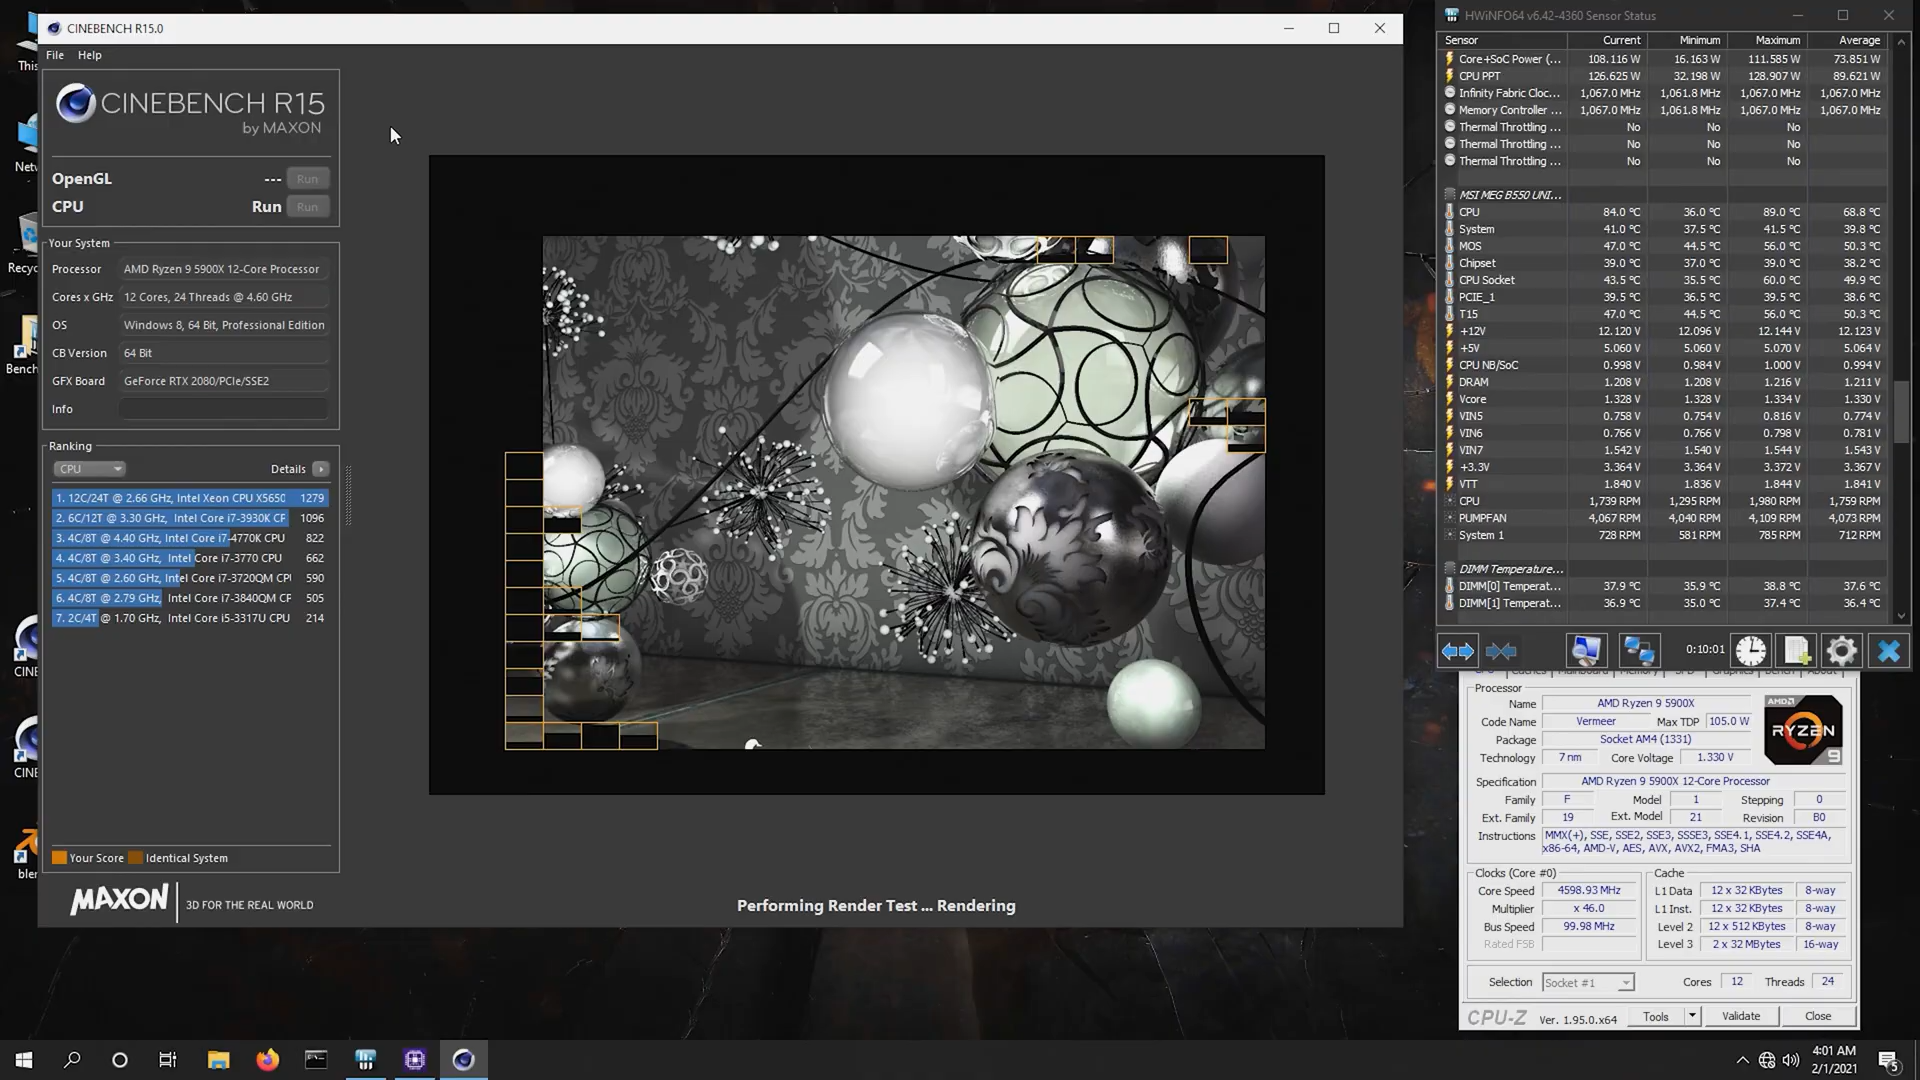 CINEBENCH R15.0
File Help
CINEBENCH R15
by MAXON
OpenGL --- Run
CPU Run Run
Your System
Processor AMD Ryzen 9 5900X 12-Core Processor
Cores x GHz 12 Cores, 24 Threads @ 4.60 GHz
OS Windows 8, 64 Bit, Professional Edition
CB Version 64 Bit
GFX Board GeForce RTX 2080/PCIe/SSE2
Info
Ranking
CPU Details
1. 12C/24T @ 2.66 GHz, Intel Xeon CPU X5650 1279
2. 6C/12T @ 3.30 GHz, Intel Core i7-3930K CF 1096
3. 4C/8T @ 4.40 GHz, Intel Core i7-4770K CPU 822
4. 4C/8T @ 3.40 GHz, Intel Core i7-3770 CPU 662
5. 4C/8T @ 2.60 GHz, Intel Core i7-3720QM CPU 590
6. 4C/8T @ 2.79 GHz, Intel Core i7-3840QM CF 505
7. 2C/4T @ 1.70 GHz, Intel Core i5-3317U CPU 214
Your Score Identical System
MAXON 3D FOR THE REAL WORLD
Performing Render Test ... Rendering
This
Netw
Recyc
Bench
CINE
CINE
blen
HWiNFO64 v6.42-4360 Sensor Status
Sensor Current Minimum Maximum Average
Core+SoC Power (... 108.116 W 16.163 W 111.585 W 73.851 W
CPU PPT 126.625 W 32.198 W 128.907 W 89.621 W
Infinity Fabric Cloc... 1,067.0 MHz 1,061.8 MHz 1,067.0 MHz 1,067.0 MHz
Memory Controller ... 1,067.0 MHz 1,061.8 MHz 1,067.0 MHz 1,067.0 MHz
Thermal Throttling ... No No No
Thermal Throttling ... No No No
Thermal Throttling ... No No No
MSI MEG B550 UNI...
CPU 84.0 °C 36.0 °C 89.0 °C 68.8 °C
System 41.0 °C 37.5 °C 41.5 °C 39.8 °C
MOS 47.0 °C 44.5 °C 56.0 °C 50.3 °C
Chipset 39.0 °C 37.0 °C 39.0 °C 38.2 °C
CPU Socket 43.5 °C 35.5 °C 60.0 °C 49.9 °C
PCIE_1 39.5 °C 36.5 °C 39.5 °C 38.6 °C
T15 47.0 °C 44.5 °C 56.0 °C 50.3 °C
+12V 12.120 V 12.096 V 12.144 V 12.123 V
+5V 5.060 V 5.060 V 5.070 V 5.064 V
CPU NB/SoC 0.998 V 0.984 V 1.000 V 0.994 V
DRAM 1.208 V 1.208 V 1.216 V 1.211 V
Vcore 1.328 V 1.328 V 1.334 V 1.330 V
VIN5 0.758 V 0.754 V 0.816 V 0.774 V
VIN6 0.766 V 0.766 V 0.798 V 0.781 V
VIN7 1.542 V 1.540 V 1.544 V 1.543 V
+3.3V 3.364 V 3.364 V 3.372 V 3.367 V
VTT 1.840 V 1.836 V 1.844 V 1.841 V
CPU 1,739 RPM 1,295 RPM 1,980 RPM 1,759 RPM
PUMPFAN 4,067 RPM 4,040 RPM 4,109 RPM 4,073 RPM
System 1 728 RPM 581 RPM 785 RPM 712 RPM
DIMM Temperature...
DIMM[0] Temperat... 37.9 °C 35.9 °C 38.8 °C 37.6 °C
DIMM[1] Temperat... 36.9 °C 35.0 °C 37.4 °C 36.4 °C
0:10:01
Processor
Name AMD Ryzen 9 5900X
Code Name Vermeer Max TDP 105.0 W
Package Socket AM4 (1331)
Technology 7 nm Core Voltage 1.330 V
AMD RYZEN 9
Specification AMD Ryzen 9 5900X 12-Core Processor
Family F Model 1 Stepping 0
Ext. Family 19 Ext. Model 21 Revision B0
Instructions MMX(+), SSE, SSE2, SSE3, SSSE3, SSE4.1, SSE4.2, SSE4A,
x86-64, AMD-V, AES, AVX, AVX2, FMA3, SHA
Clocks (Core #0) Cache
Core Speed 4598.93 MHz L1 Data 12 x 32 KBytes 8-way
Multiplier x 46.0 L1 Inst. 12 x 32 KBytes 8-way
Bus Speed 99.98 MHz Level 2 12 x 512 KBytes 8-way
Rated FSB Level 3 2 x 32 MBytes 16-way
Selection Socket #1 Cores 12 Threads 24
CPU-Z Ver. 1.95.0.x64 Tools Validate Close
4:01 AM
2/1/2021
5